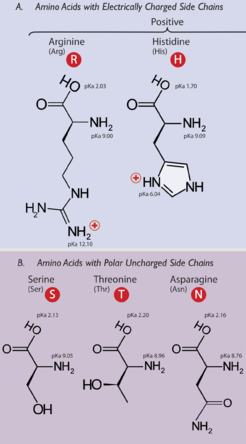 A. Amino Acids with Electrically Charged Side Chains
Positive
Arginine
(Arg)
R
Histidine
(His)
H
HO
pKa 2.03
O
NH2
pKa 9.00
NH
H2N
NH2
pKa 12.10
HO
pKa 1.70
O
NH2
pKa 9.09
HN
pKa 6.04
NH
B. Amino Acids with Polar Uncharged Side Chains
Serine
(Ser)
S
Threonine
(Thr)
T
Asparagine
(Asn)
N
pKa 2.13
HO
O
pKa 9.05
NH2
OH
pKa 2.20
HO
O
pKa 8.96
NH2
HO
pKa 2.16
HO
O
pKa 8.76
NH2
O
NH2